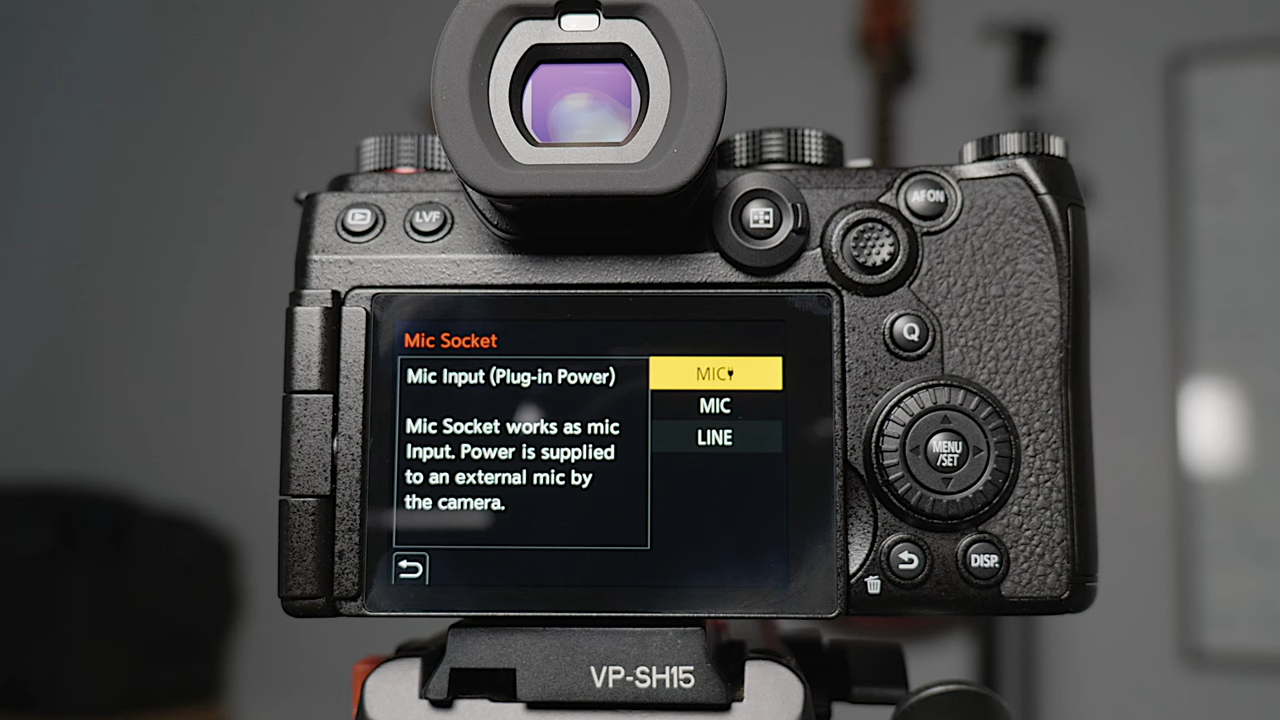 LVF
AF ON
Q
Mic Socket
Mic Input (Plug-in Power)
Mic Socket works as mic
Input. Power is supplied
to an external mic by
the camera.
MIC
MIC
LINE
MENU
/SET
DISP.
VP-SH15